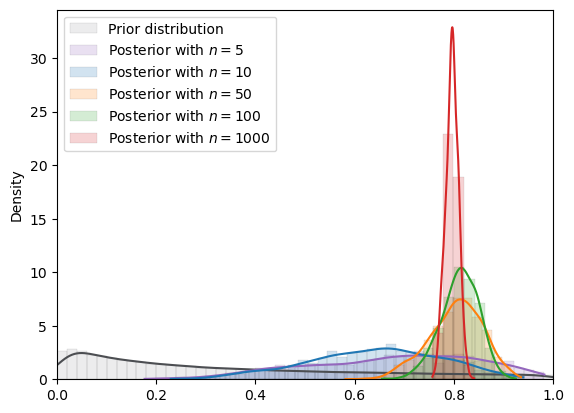 Prior distribution
Posterior with n = 5
Posterior with n = 10
Posterior with n = 50
Posterior with n = 100
Posterior with n = 1000
Density
30
25
20
15
10
5
0
0.0 0.2 0.4 0.6 0.8 1.0